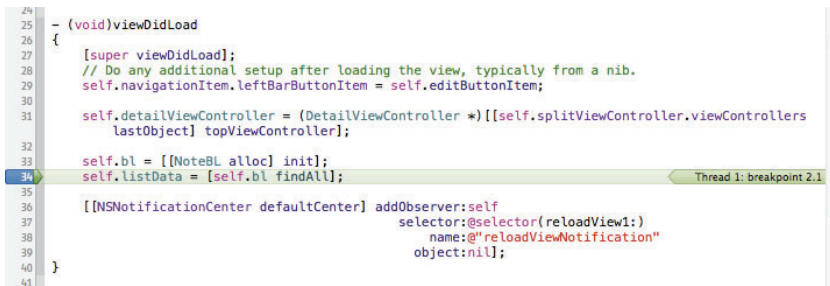 24
25 - (void)viewDidLoad
26 {
27     [super viewDidLoad];
28     // Do any additional setup after loading the view, typically from a nib.
29     self.navigationItem.leftBarButtonItem = self.editButtonItem;
30
31     self.detailViewController = (DetailViewController *)[[self.splitViewController.viewControllers
           lastObject] topViewController];
32
33     self.bl = [[NoteBL alloc] init];
34     self.listData = [self.bl findAll]; Thread 1: breakpoint 2.1
35
36     [[NSNotificationCenter defaultCenter] addObserver:self
37                                              selector:@selector(reloadView1:)
38                                                  name:@"reloadViewNotification"
39                                                object:nil];
40 }
41